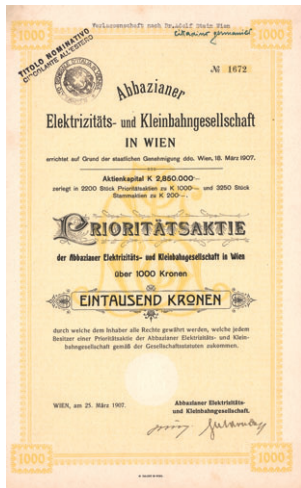 Verlassenschaft nach Dr. Adolf Stein Wien
1000
1000
TITOLO NOMINATIVO
CIRCOLANTE ALL'ESTERO
№ 1672
Abbazianer
Elektrizitäts- und Kleinbahngesellschaft
IN WIEN
errichtet auf Grund der staatlichen Genehmigung ddo. Wien, 18. März 1907.
Aktienkapital K 2,850.000·–
zerlegt in 2200 Stück Prioritätsaktien zu K 1000·– und 3250 Stück
Stammaktien zu K 200·–.
PRIORITÄTSAKTIE
der Abbazianer Elektrizitäts- und Kleinbahngesellschaft in Wien
über 1000 Kronen
EINTAUSEND KRONEN
durch welche dem Inhaber alle Rechte gewährt werden, welche jedem
Besitzer einer Prioritätsaktie der Abbazianer Elektrizitäts- und Klein-
bahngesellschaft gemäß der Gesellschaftsstatuten zukommen.
WIEN, am 25. März 1907.
Abbazianer Elektrizitäts-
und Kleinbahngesellschaft.
1000
1000